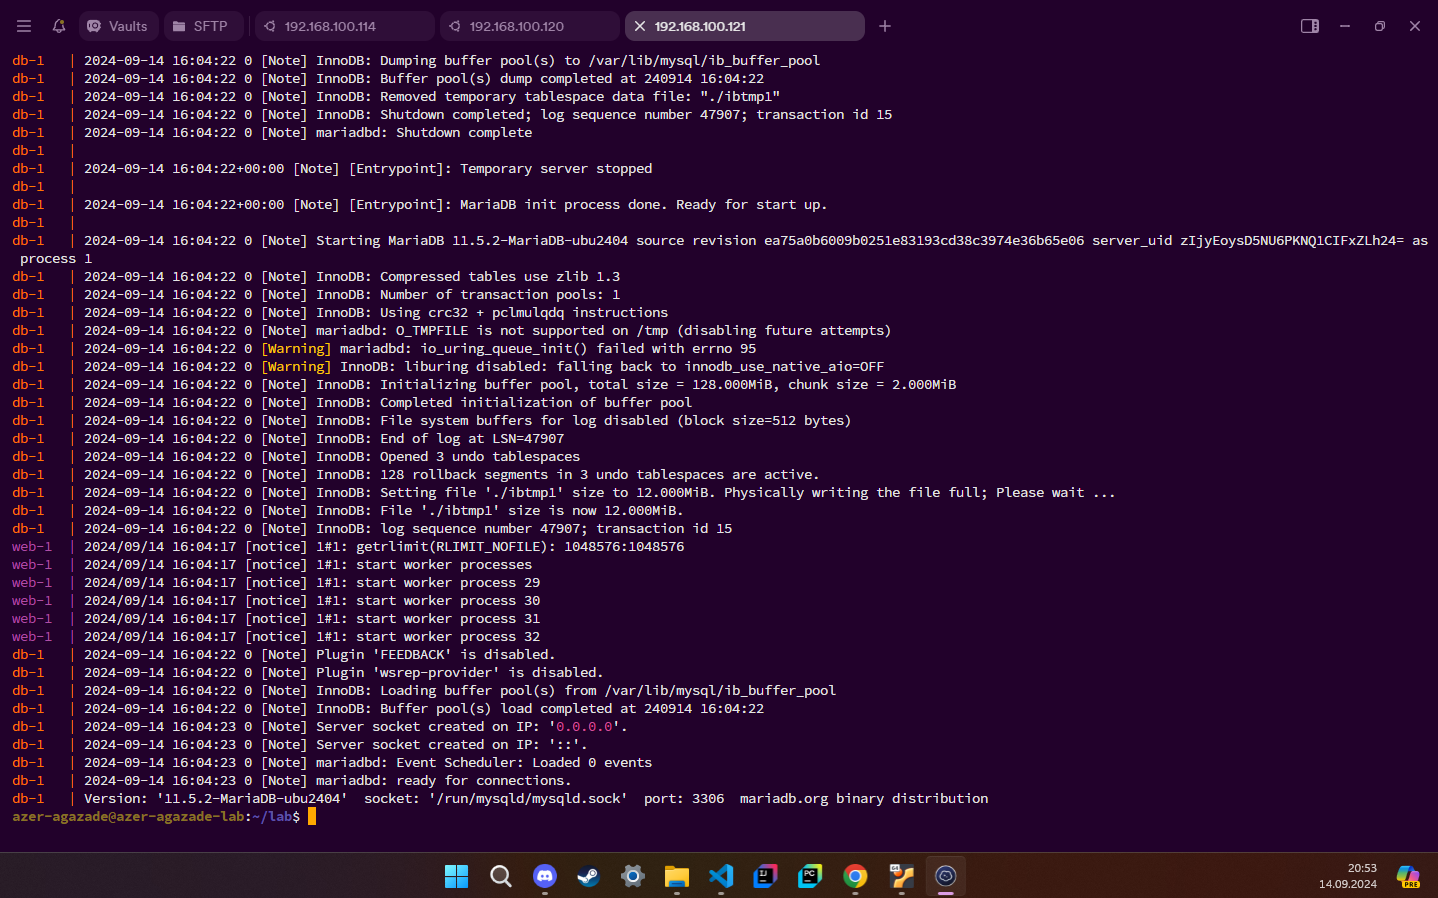 Vaults
SFTP
192.168.100.114
192.168.100.120
192.168.100.121
db-1 | 2024-09-14 16:04:22 0 [Note] InnoDB: Dumping buffer pool(s) to /var/lib/mysql/ib_buffer_pool
db-1 | 2024-09-14 16:04:22 0 [Note] InnoDB: Buffer pool(s) dump completed at 240914 16:04:22
db-1 | 2024-09-14 16:04:22 0 [Note] InnoDB: Removed temporary tablespace data file: "./ibtmp1"
db-1 | 2024-09-14 16:04:22 0 [Note] InnoDB: Shutdown completed; log sequence number 47907; transaction id 15
db-1 | 2024-09-14 16:04:22 0 [Note] mariadbd: Shutdown complete
db-1 |
db-1 | 2024-09-14 16:04:22+00:00 [Note] [Entrypoint]: Temporary server stopped
db-1 |
db-1 | 2024-09-14 16:04:22+00:00 [Note] [Entrypoint]: MariaDB init process done. Ready for start up.
db-1 |
db-1 | 2024-09-14 16:04:22 0 [Note] Starting MariaDB 11.5.2-MariaDB-ubu2404 source revision ea75a0b6009b0251e83193cd38c3974e36b65e06 server_uid zIjyEoysD5NU6PKNQ1CIFxZLh24= as
process 1
db-1 | 2024-09-14 16:04:22 0 [Note] InnoDB: Compressed tables use zlib 1.3
db-1 | 2024-09-14 16:04:22 0 [Note] InnoDB: Number of transaction pools: 1
db-1 | 2024-09-14 16:04:22 0 [Note] InnoDB: Using crc32 + pclmulqdq instructions
db-1 | 2024-09-14 16:04:22 0 [Note] mariadbd: O_TMPFILE is not supported on /tmp (disabling future attempts)
db-1 | 2024-09-14 16:04:22 0 [Warning] mariadbd: io_uring_queue_init() failed with errno 95
db-1 | 2024-09-14 16:04:22 0 [Warning] InnoDB: liburing disabled: falling back to innodb_use_native_aio=OFF
db-1 | 2024-09-14 16:04:22 0 [Note] InnoDB: Initializing buffer pool, total size = 128.000MiB, chunk size = 2.000MiB
db-1 | 2024-09-14 16:04:22 0 [Note] InnoDB: Completed initialization of buffer pool
db-1 | 2024-09-14 16:04:22 0 [Note] InnoDB: File system buffers for log disabled (block size=512 bytes)
db-1 | 2024-09-14 16:04:22 0 [Note] InnoDB: End of log at LSN=47907
db-1 | 2024-09-14 16:04:22 0 [Note] InnoDB: Opened 3 undo tablespaces
db-1 | 2024-09-14 16:04:22 0 [Note] InnoDB: 128 rollback segments in 3 undo tablespaces are active.
db-1 | 2024-09-14 16:04:22 0 [Note] InnoDB: Setting file './ibtmp1' size to 12.000MiB. Physically writing the file full; Please wait ...
db-1 | 2024-09-14 16:04:22 0 [Note] InnoDB: File './ibtmp1' size is now 12.000MiB.
db-1 | 2024-09-14 16:04:22 0 [Note] InnoDB: log sequence number 47907; transaction id 15
web-1 | 2024/09/14 16:04:17 [notice] 1#1: getrlimit(RLIMIT_NOFILE): 1048576:1048576
web-1 | 2024/09/14 16:04:17 [notice] 1#1: start worker processes
web-1 | 2024/09/14 16:04:17 [notice] 1#1: start worker process 29
web-1 | 2024/09/14 16:04:17 [notice] 1#1: start worker process 30
web-1 | 2024/09/14 16:04:17 [notice] 1#1: start worker process 31
web-1 | 2024/09/14 16:04:17 [notice] 1#1: start worker process 32
db-1 | 2024-09-14 16:04:22 0 [Note] Plugin 'FEEDBACK' is disabled.
db-1 | 2024-09-14 16:04:22 0 [Note] Plugin 'wsrep-provider' is disabled.
db-1 | 2024-09-14 16:04:22 0 [Note] InnoDB: Loading buffer pool(s) from /var/lib/mysql/ib_buffer_pool
db-1 | 2024-09-14 16:04:22 0 [Note] InnoDB: Buffer pool(s) load completed at 240914 16:04:22
db-1 | 2024-09-14 16:04:23 0 [Note] Server socket created on IP: '0.0.0.0'.
db-1 | 2024-09-14 16:04:23 0 [Note] Server socket created on IP: '::'.
db-1 | 2024-09-14 16:04:23 0 [Note] mariadbd: Event Scheduler: Loaded 0 events
db-1 | 2024-09-14 16:04:23 0 [Note] mariadbd: ready for connections.
db-1 | Version: '11.5.2-MariaDB-ubu2404' socket: '/run/mysqld/mysqld.sock' port: 3306 mariadb.org binary distribution
azer-agazade@azer-agazade-lab:~/lab$
IJ
PC
64
20:53
14.09.2024
PRE